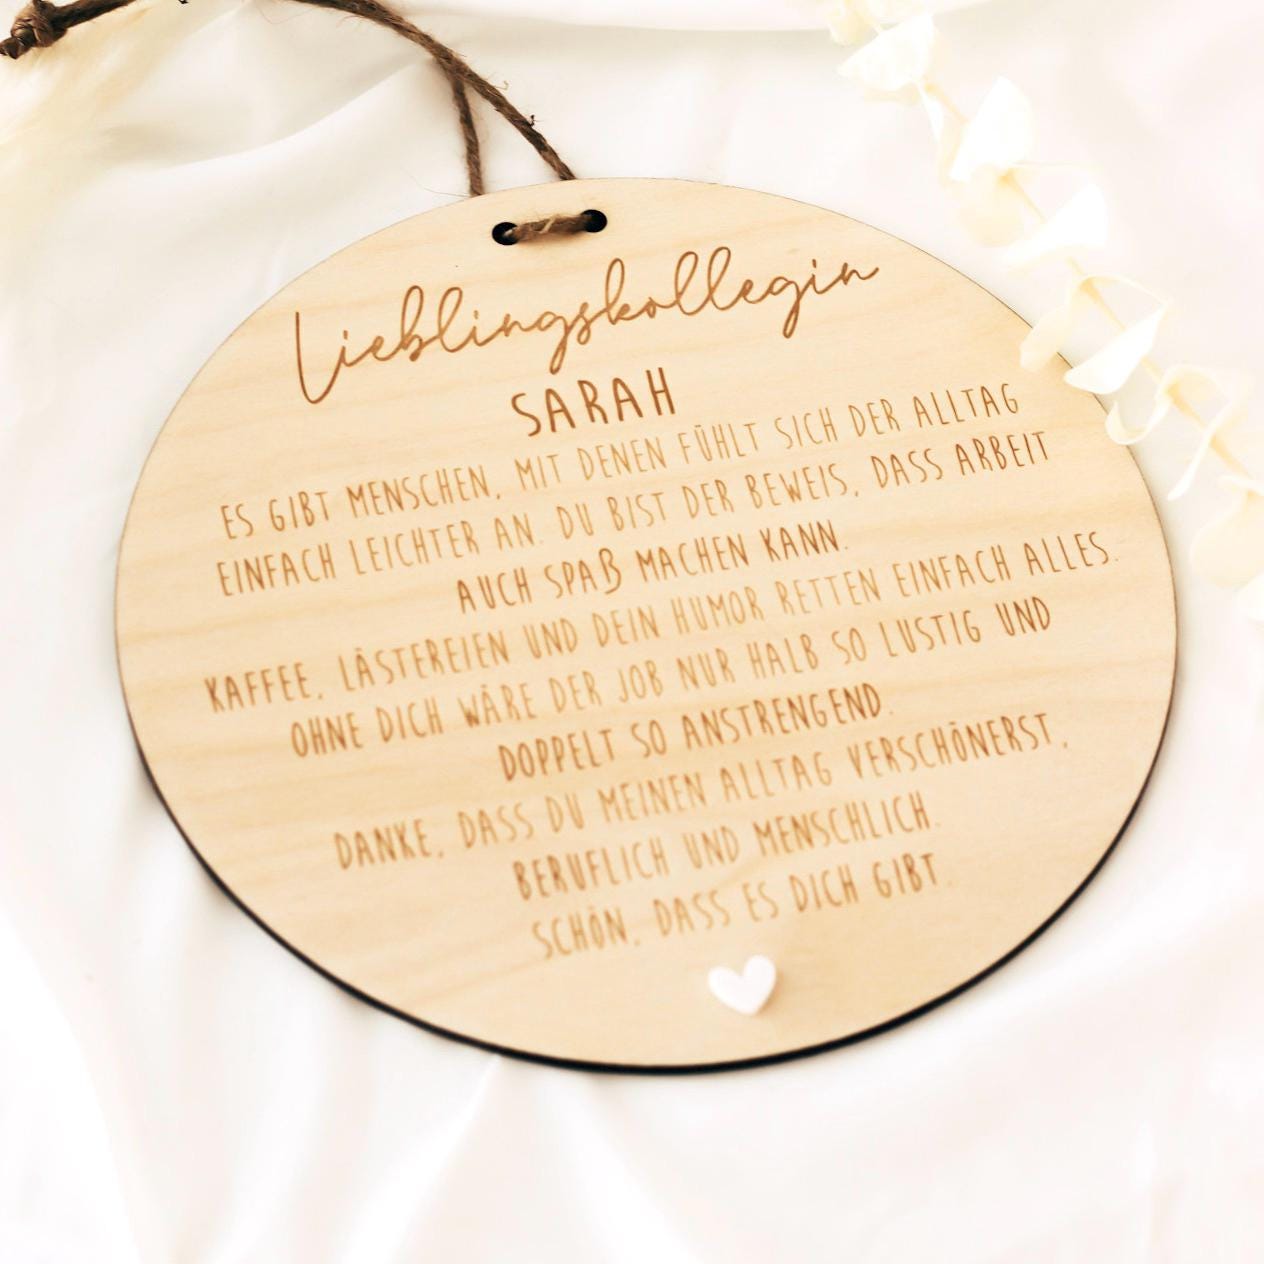 Lieblingskollegin
SARAH
ES GIBT MENSCHEN, MIT DENEN FÜHLT SICH DER ALLTAG
EINFACH LEICHTER AN. DU BIST DER BEWEIS, DASS ARBEIT
AUCH SPAß MACHEN KANN.
KAFFEE, LÄSTEREIEN UND DEIN HUMOR RETTEN EINFACH ALLES.
OHNE DICH WÄRE DER JOB NUR HALB SO LUSTIG UND
DOPPELT SO ANSTRENGEND.
DANKE, DASS DU MEINEN ALLTAG VERSCHÖNERST,
BERUFLICH UND MENSCHLICH.
SCHÖN, DASS ES DICH GIBT.